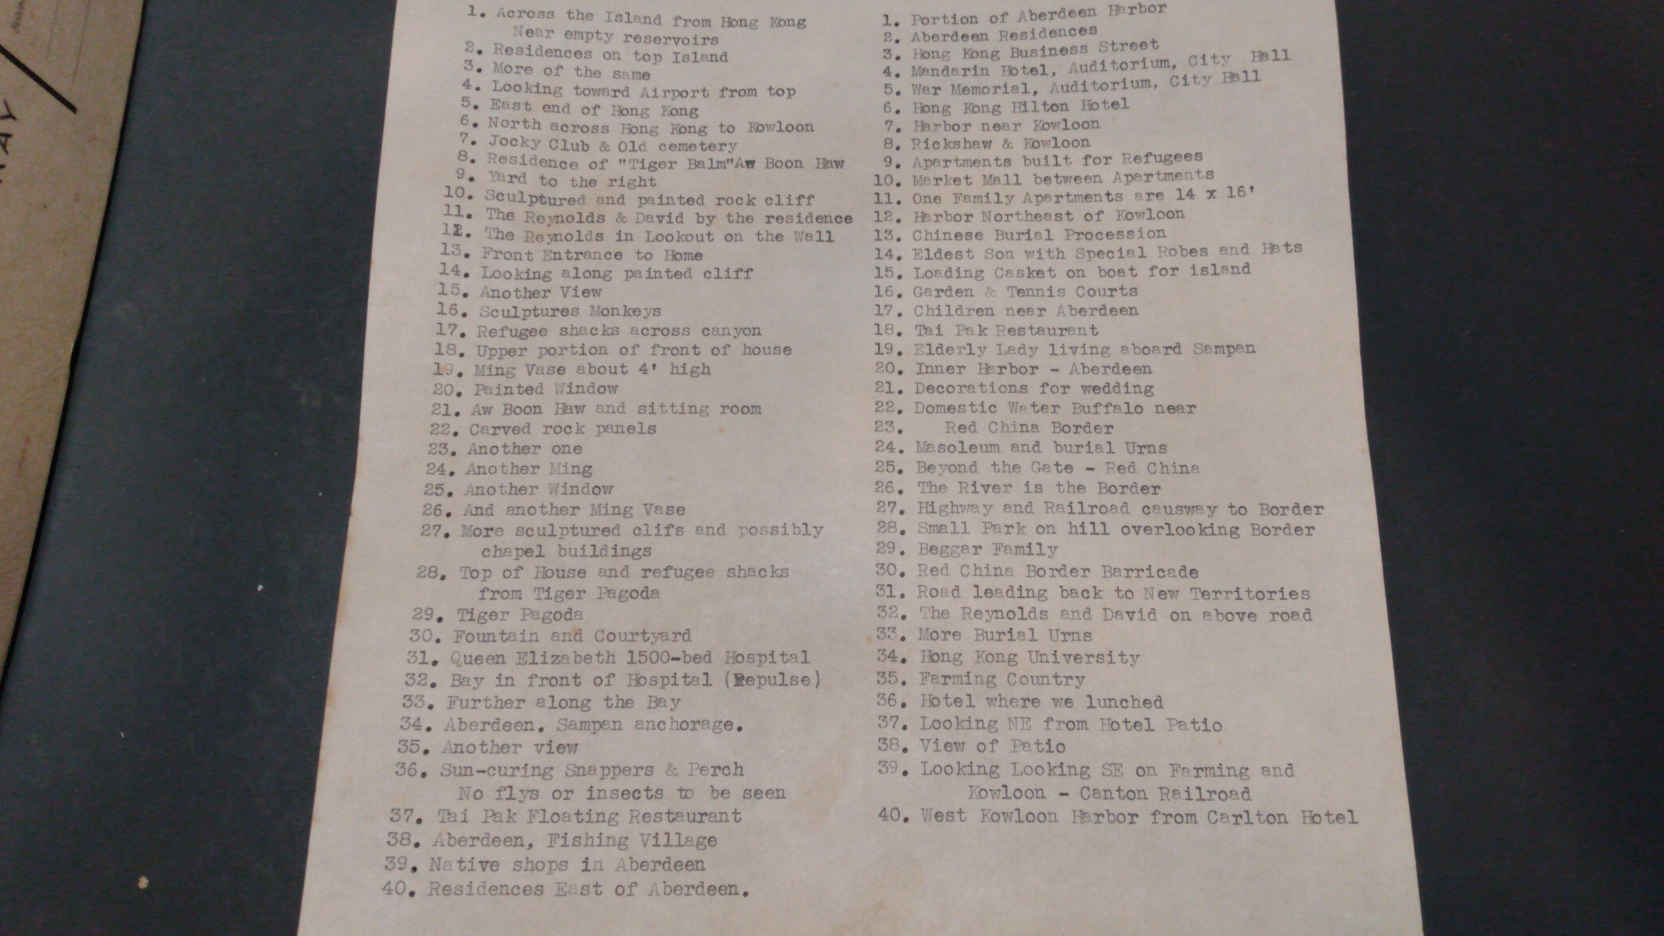 1. Across the Island from Hong Kong
Near empty reservoirs
2. Residences on top Island
3. More of the same
4. Looking toward Airport from top
5. East end of Hong Kong
6. North across Hong Kong to Kowloon
7. Jocky Club & Old cemetery
8. Residence of "Tiger Balm"Aw Boon Haw
9. Yard to the right
10. Sculptured and painted rock cliff
11. The Reynolds & David by the residence
12. The Reynolds in Lookout on the Wall
13. Front Entrance to Home
14. Looking along painted cliff
15. Another View
16. Sculptures Monkeys
17. Refugee shacks across canyon
18. Upper portion of front of house
19. Ming Vase about 4' high
20. Painted Window
21. Aw Boon Haw and sitting room
22. Carved rock panels
23. Another one
24. Another Ming
25. Another Window
26. And another Ming Vase
27. More sculptured clifs and possibly
chapel buildings
28. Top of House and refugee shacks
from Tiger Pagoda
29. Tiger Pagoda
30. Fountain and Courtyard
31. Queen Elizabeth 1500-bed Hospital
32. Bay in front of Hospital (Repulse)
33. Further along the Bay
34. Aberdeen. Sampan anchorage.
35. Another view
36. Sun-curing Snappers & Perch
No flys or insects to be seen
37. Tai Pak Floating Restaurant
38. Aberdeen, Fishing Village
39. Native shops in Aberdeen
40. Residences East of Aberdeen.
1. Portion of Aberdeen Harbor
2. Aberdeen Residences
3. Hong Kong Business Street
4. Mandarin Hotel, Auditorium, City Hall
5. War Memorial, Auditorium, City Hall
6. Hong Kong Hilton Hotel
7. Harbor near Kowloon
8. Rickshaw & Kowloon
9. Apartments built for Refugees
10. Market Mall between Apartments
11. One Family Apartments are 14 x 16'
12. Harbor Northeast of Kowloon
13. Chinese Burial Procession
14. Eldest Son with Special Robes and Hats
15. Loading Casket on boat for island
16. Garden & Tennis Courts
17. Children near Aberdeen
18. Tai Pak Restaurant
19. Elderly Lady living aboard Sampan
20. Inner Harbor - Aberdeen
21. Decorations for wedding
22. Domestic Water Buffalo near
23. Red China Border
24. Masoleum and burial Urns
25. Beyond the Gate - Red China
26. The River is the Border
27. Highway and Railroad causway to Border
28. Small Park on hill overlooking Border
29. Beggar Family
30. Red China Border Barricade
31. Road leading back to New Territories
32. The Reynolds and David on above road
33. More Burial Urns
34. Hong Kong University
35. Farming Country
36. Hotel where we lunched
37. Looking NE from Hotel Patio
38. View of Patio
39. Looking Looking SE on Farming and
Kowloon - Canton Railroad
40. West Kowloon Harbor from Carlton Hotel